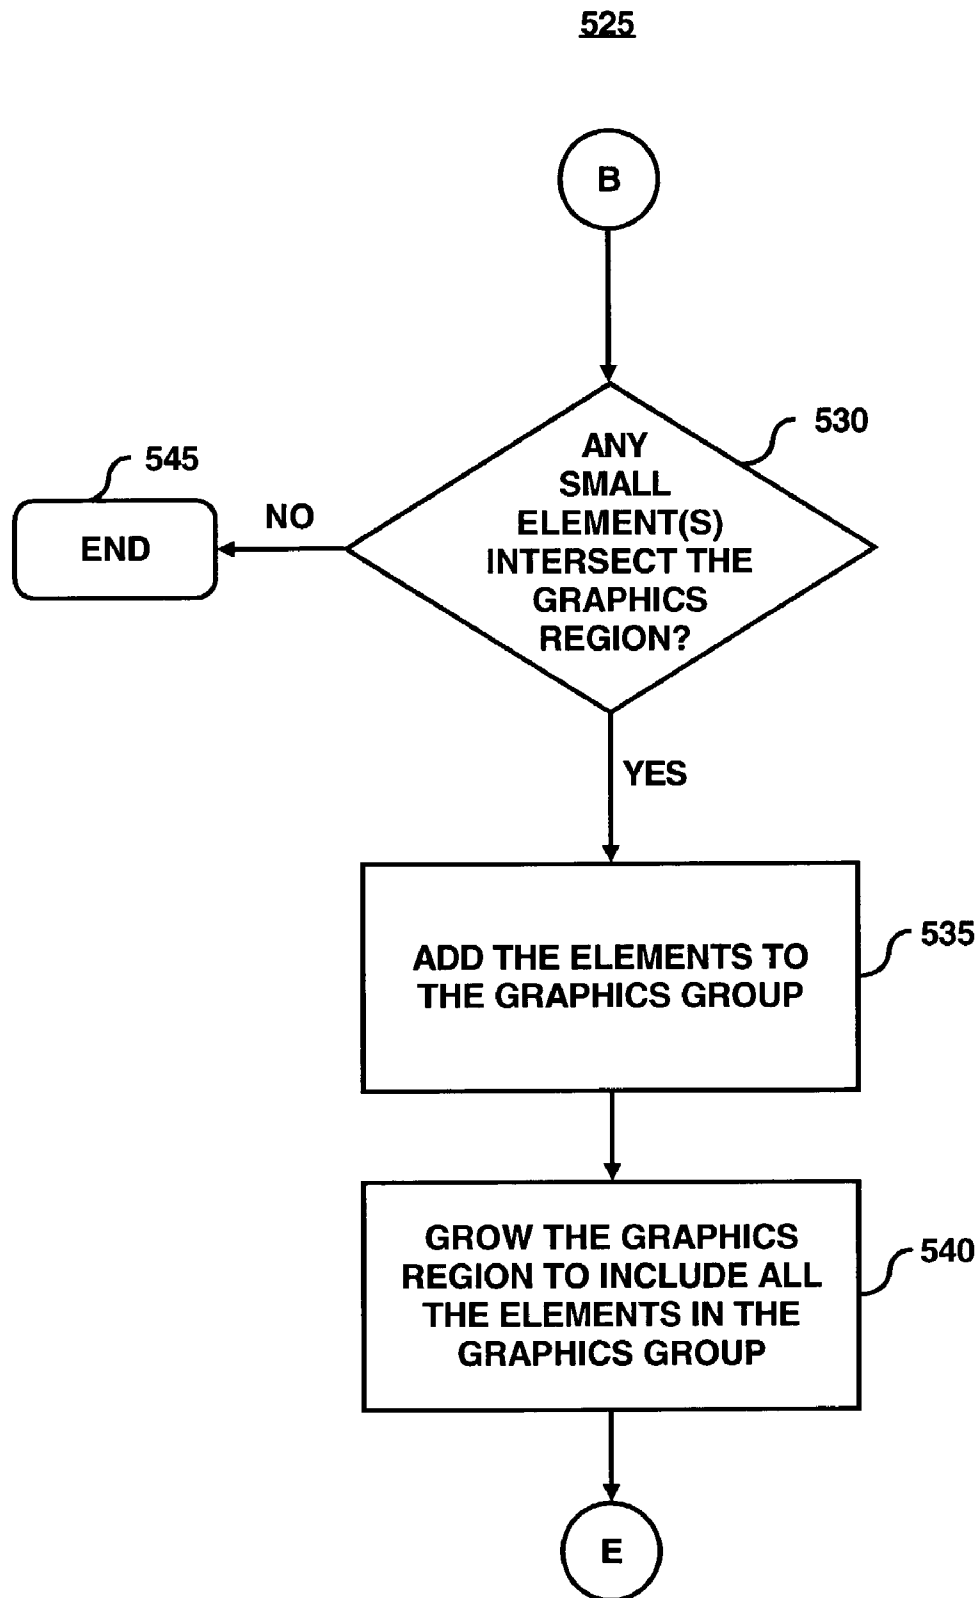 525
B
530
ANY
SMALL
ELEMENT(S)
INTERSECT THE
GRAPHICS
REGION?
545
END
NO
YES
535
ADD THE ELEMENTS TO
THE GRAPHICS GROUP
540
GROW THE GRAPHICS
REGION TO INCLUDE ALL
THE ELEMENTS IN THE
GRAPHICS GROUP
E